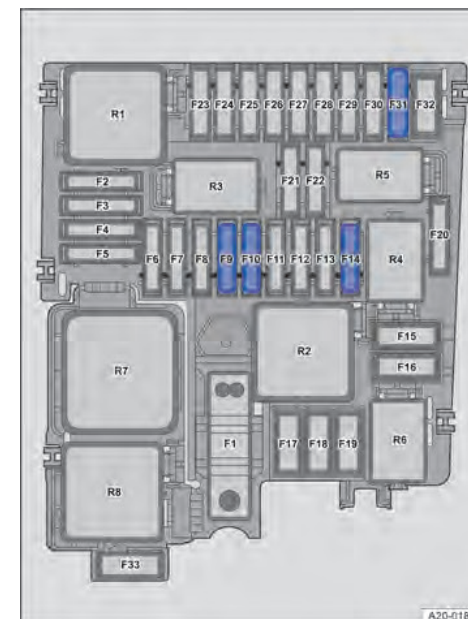 R1 F23 F24 F25 F26 F27 F28 F29 F30 F31 F32
F2 R3 F21 F22 R5
F3
F4 F20
F5 F6 F7 F8 F9 F10 F11 F12 F13 F14 R4
R7 R2 F15
F16
F1 F17 F18 F19 R6
R8
F33
A20-018